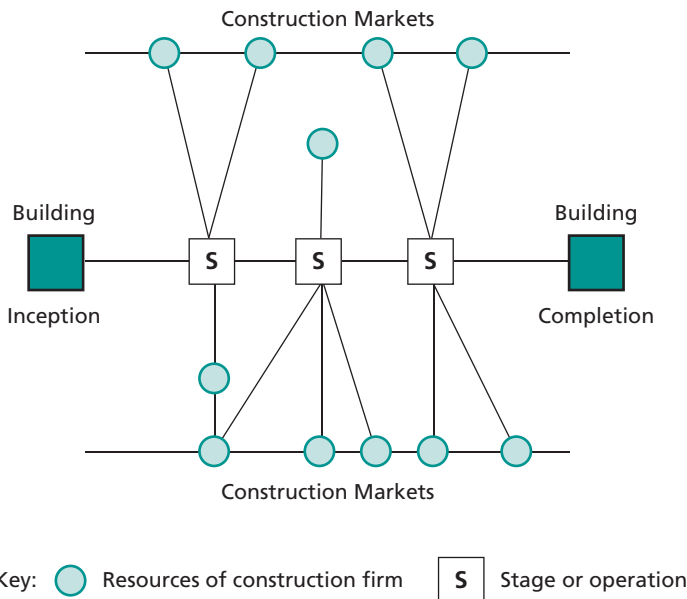 Construction Markets
Building
Building
S
S
S
Inception
Completion
Construction Markets
Key: Resources of construction firm S Stage or operation